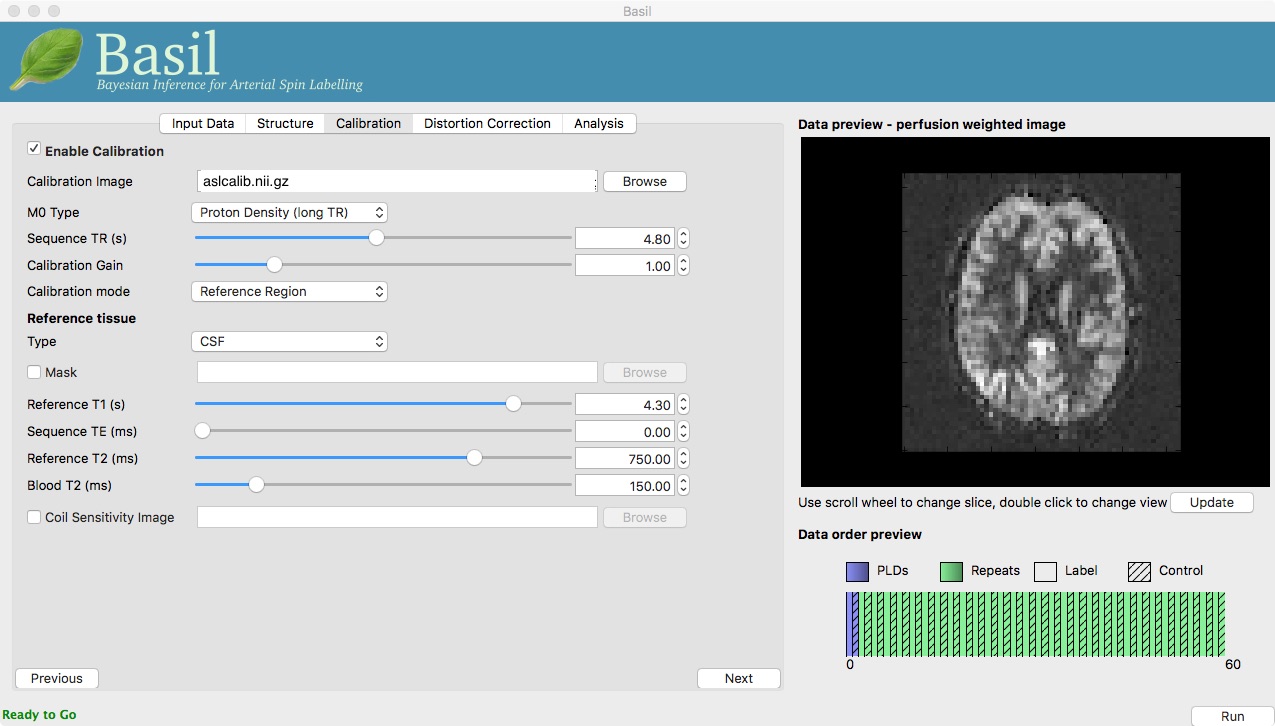 Basil
Basil
Bayesian Inference for Arterial Spin Labelling
Input Data Structure Calibration Distortion Correction Analysis
Enable Calibration
Calibration Image aslcalib.nii.gz Browse
M0 Type Proton Density (long TR)
Sequence TR (s) 4.80
Calibration Gain 1.00
Calibration mode Reference Region
Reference tissue
Type CSF
Mask Browse
Reference T1 (s) 4.30
Sequence TE (ms) 0.00
Reference T2 (ms) 750.00
Blood T2 (ms) 150.00
Coil Sensitivity Image Browse
Previous Next
Ready to Go
Data preview - perfusion weighted image
Use scroll wheel to change slice, double click to change view Update
Data order preview
PLDs Repeats Label Control
0 60
Run